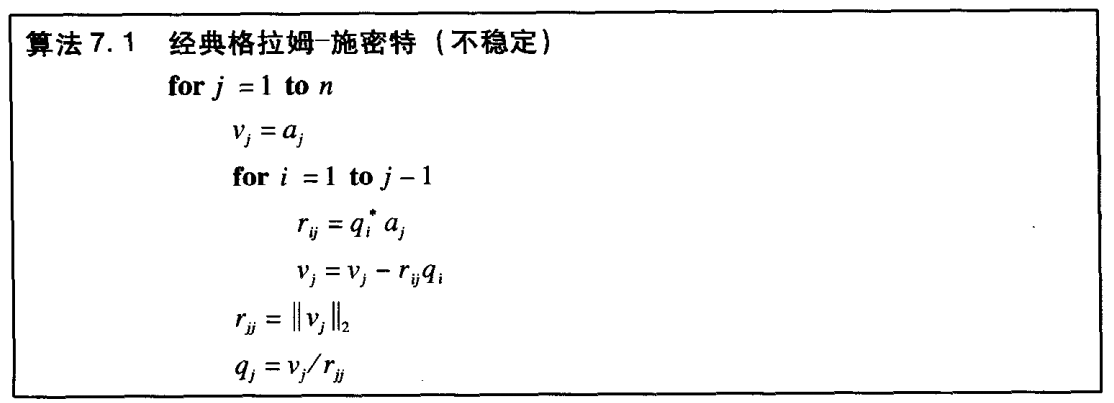 算法 7.1 经典格拉姆-施密特（不稳定）
for j = 1 to n
v_j = a_j
for i = 1 to j − 1
r_{ij} = q_i^* a_j
v_j = v_j − r_{ij} q_i
r_{jj} = ‖v_j‖_2
q_j = v_j / r_{jj}